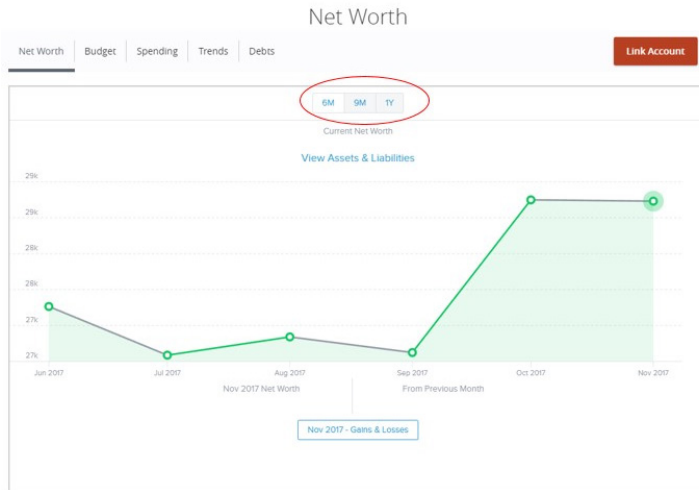 Net Worth
Net Worth Budget Spending Trends Debts Link Account
6M 9M 1Y
Current Net Worth
View Assets & Liabilities
29k
29k
28k
28k
27k
27k
Jun 2017 Jul 2017 Aug 2017 Sep 2017 Oct 2017 Nov 2017
Nov 2017 Net Worth From Previous Month
Nov 2017 - Gains & Losses